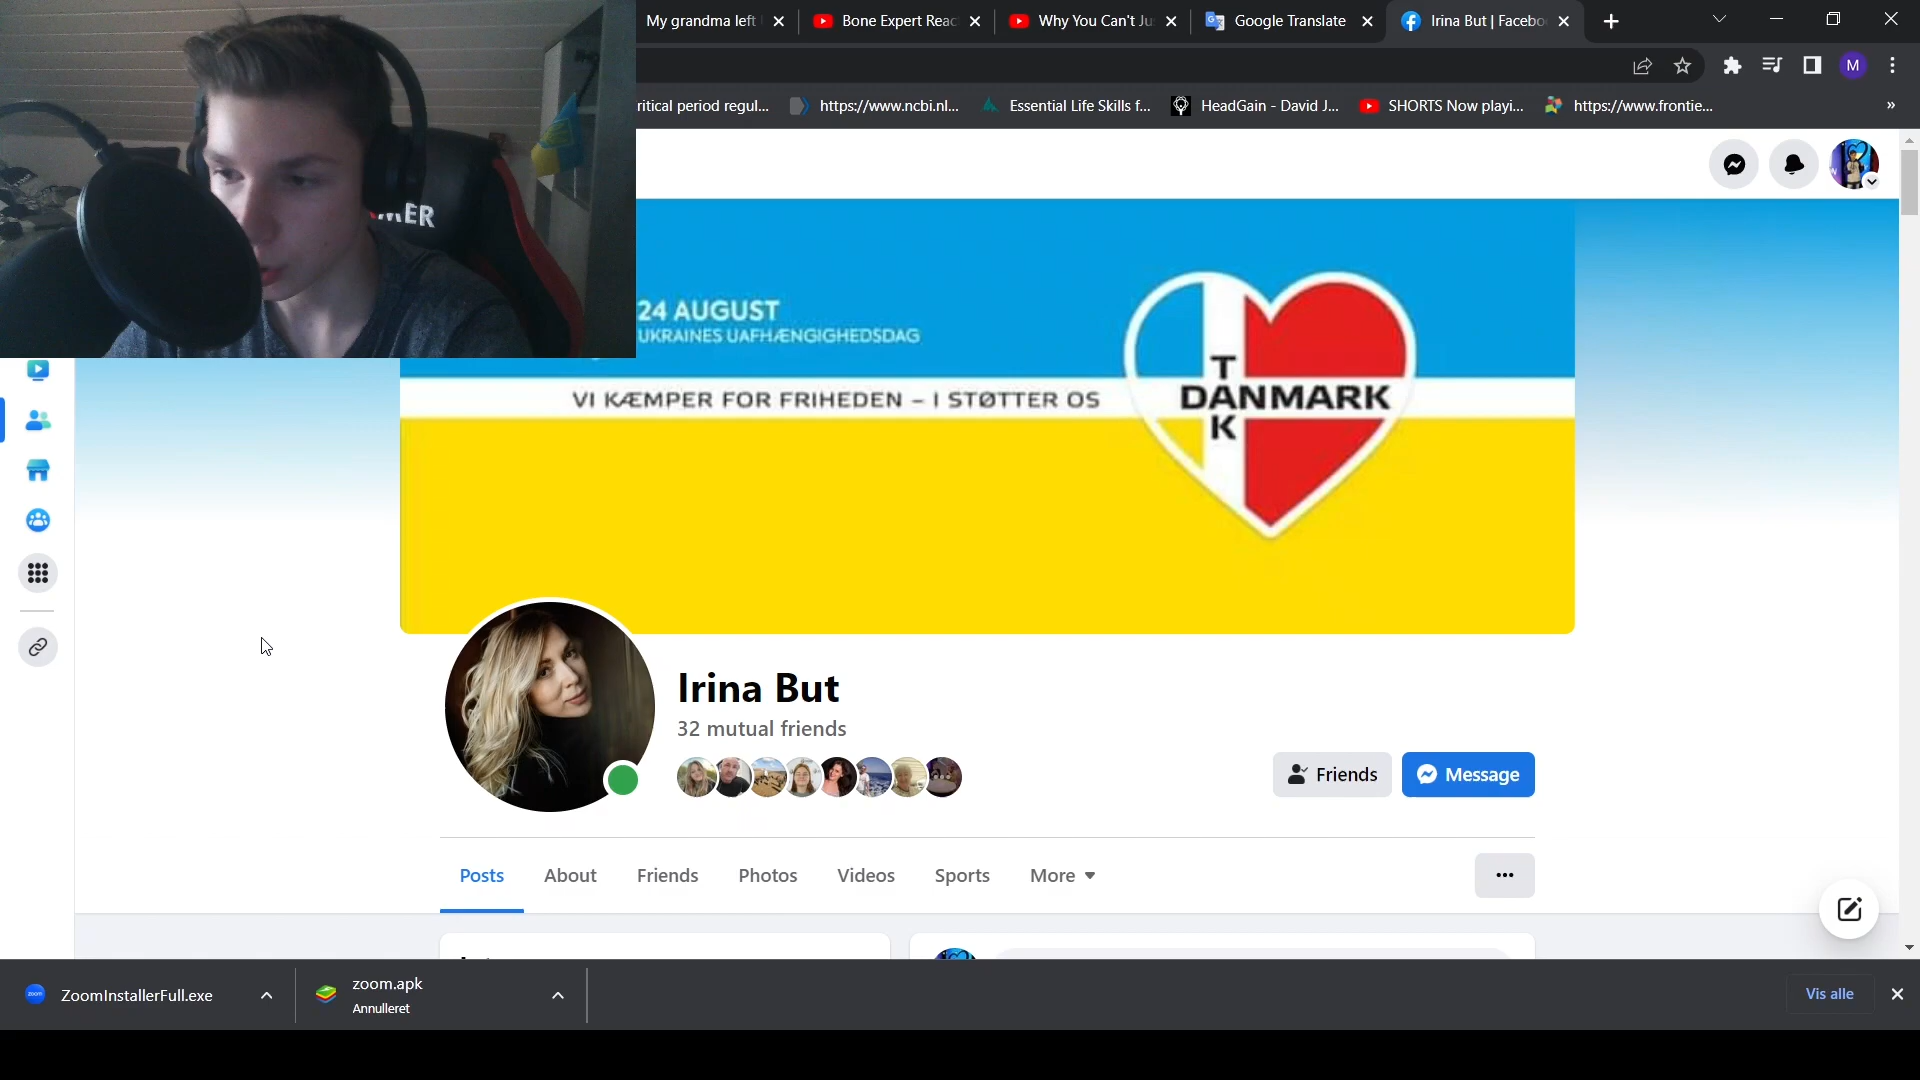 My grandma left
Bone Expert Reac
Why You Can't Ju
Google Translate
Irina But | Facebo
M
ritical period regul...
https://www.ncbi.nl...
Essential Life Skills f...
HeadGain - David J...
SHORTS Now playi...
https://www.frontie...
»
24 AUGUST
UKRAINES UAFHÆNGIGHEDSDAG
VI KÆMPER FOR FRIHEDEN – I STØTTER OS
T
DANMARK
K
Irina But
32 mutual friends
Friends
Message
Posts
About
Friends
Photos
Videos
Sports
More
zoom
ZoomInstallerFull.exe
zoom.apk
Annulleret
Vis alle